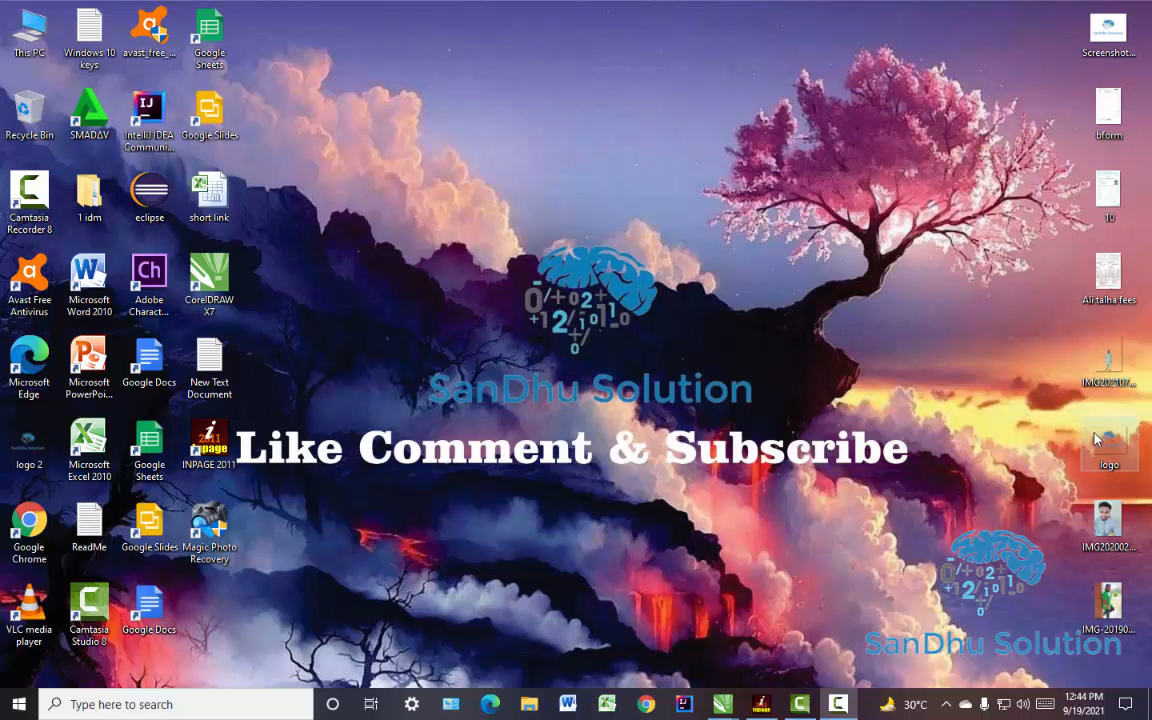 This PC
Windows 10
keys
avast_free_...
Google
Sheets
Screenshot...
Recycle Bin
SMADΔV
IntelliJ IDEA
Communi...
Google Slides
bform
Camtasia
Recorder 8
1 idm
eclipse
short link
10
Avast Free
Antivirus
Microsoft
Word 2010
Adobe
Charact...
CorelDRAW
X7
Ali talha fees
Microsoft
Edge
Microsoft
PowerPoi...
Google Docs
New Text
Document
IMG202107...
SanDhu Solution
Like Comment & Subscribe
logo 2
Microsoft
Excel 2010
Google
Sheets
INPAGE 2011
logo
Google
Chrome
ReadMe
Google Slides
Magic Photo
Recovery
IMG202002...
VLC media
player
Camtasia
Studio 8
Google Docs
IMG-20190...
SanDhu Solution
Type here to search
30°C
12:44 PM
9/19/2021